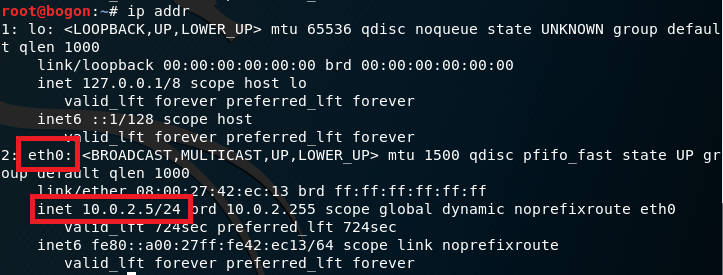 root@bogon:~# ip addr
1: lo: <LOOPBACK,UP,LOWER_UP> mtu 65536 qdisc noqueue state UNKNOWN group defaul
t qlen 1000
    link/loopback 00:00:00:00:00:00 brd 00:00:00:00:00:00
    inet 127.0.0.1/8 scope host lo
       valid_lft forever preferred_lft forever
    inet6 ::1/128 scope host
       valid_lft forever preferred_lft forever
2: eth0: <BROADCAST,MULTICAST,UP,LOWER_UP> mtu 1500 qdisc pfifo_fast state UP gr
oup default qlen 1000
    link/ether 08:00:27:42:ec:13 brd ff:ff:ff:ff:ff:ff
    inet 10.0.2.5/24 brd 10.0.2.255 scope global dynamic noprefixroute eth0
       valid_lft 724sec preferred_lft 724sec
    inet6 fe80::a00:27ff:fe42:ec13/64 scope link noprefixroute
       valid_lft forever preferred_lft forever